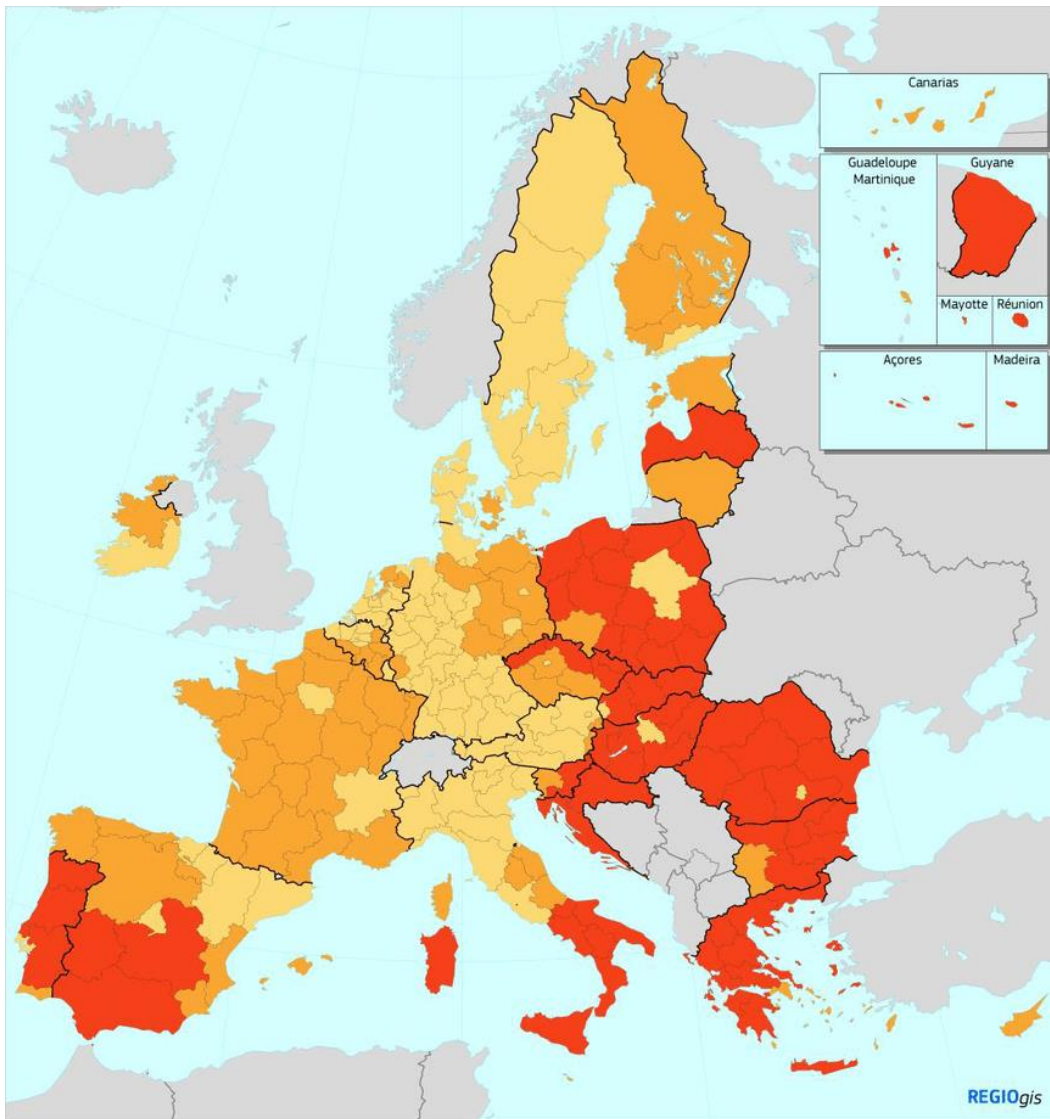 Canarias
Guadeloupe
Martinique
Guyane
Mayotte
Réunion
Açores
Madeira
REGIOgis